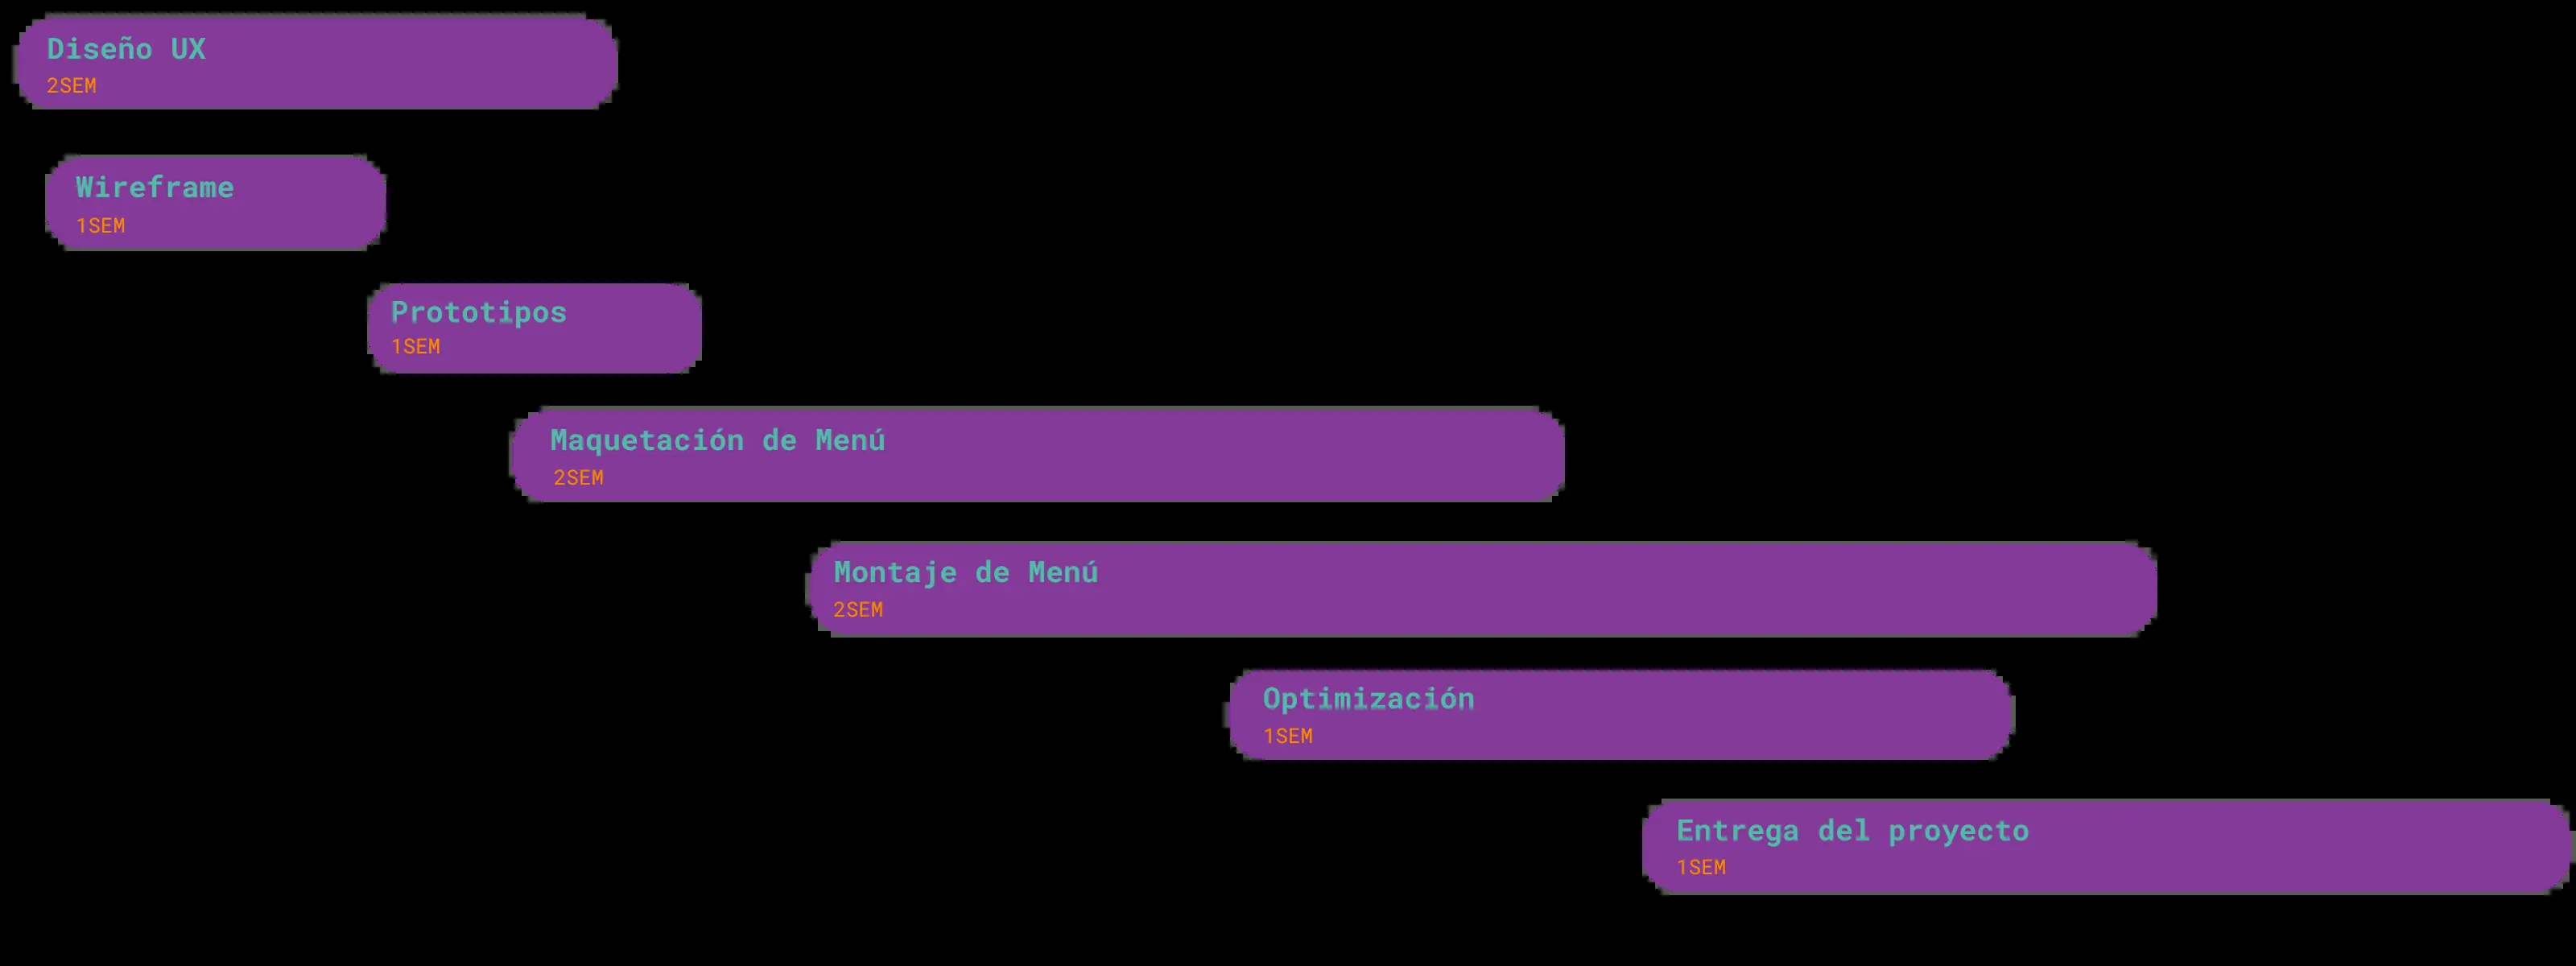 Diseño UX
2SEM
Wireframe
1SEM
Prototipos
1SEM
Maquetación de Menú
2SEM
Montaje de Menú
2SEM
Optimización
1SEM
Entrega del proyecto
1SEM